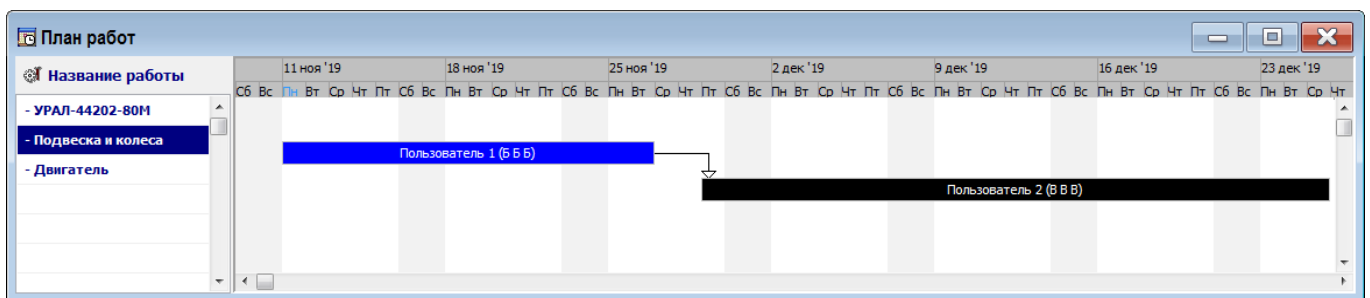 План работ
Название работы
11 ноя '19 18 ноя '19 25 ноя '19 2 дек '19 9 дек '19 16 дек '19 23 дек '19
Сб Вс Пн Вт Ср Чт Пт Сб Вс Пн Вт Ср Чт Пт Сб Вс Пн Вт Ср Чт Пт Сб Вс Пн Вт Ср Чт Пт Сб Вс Пн Вт Ср Чт Пт Сб Вс Пн Вт Ср Чт Пт Сб Вс Пн Вт Ср Чт
- УРАЛ-44202-80М
- Подвеска и колеса
Пользователь 1 (Б Б Б)
- Двигатель
Пользователь 2 (В В В)